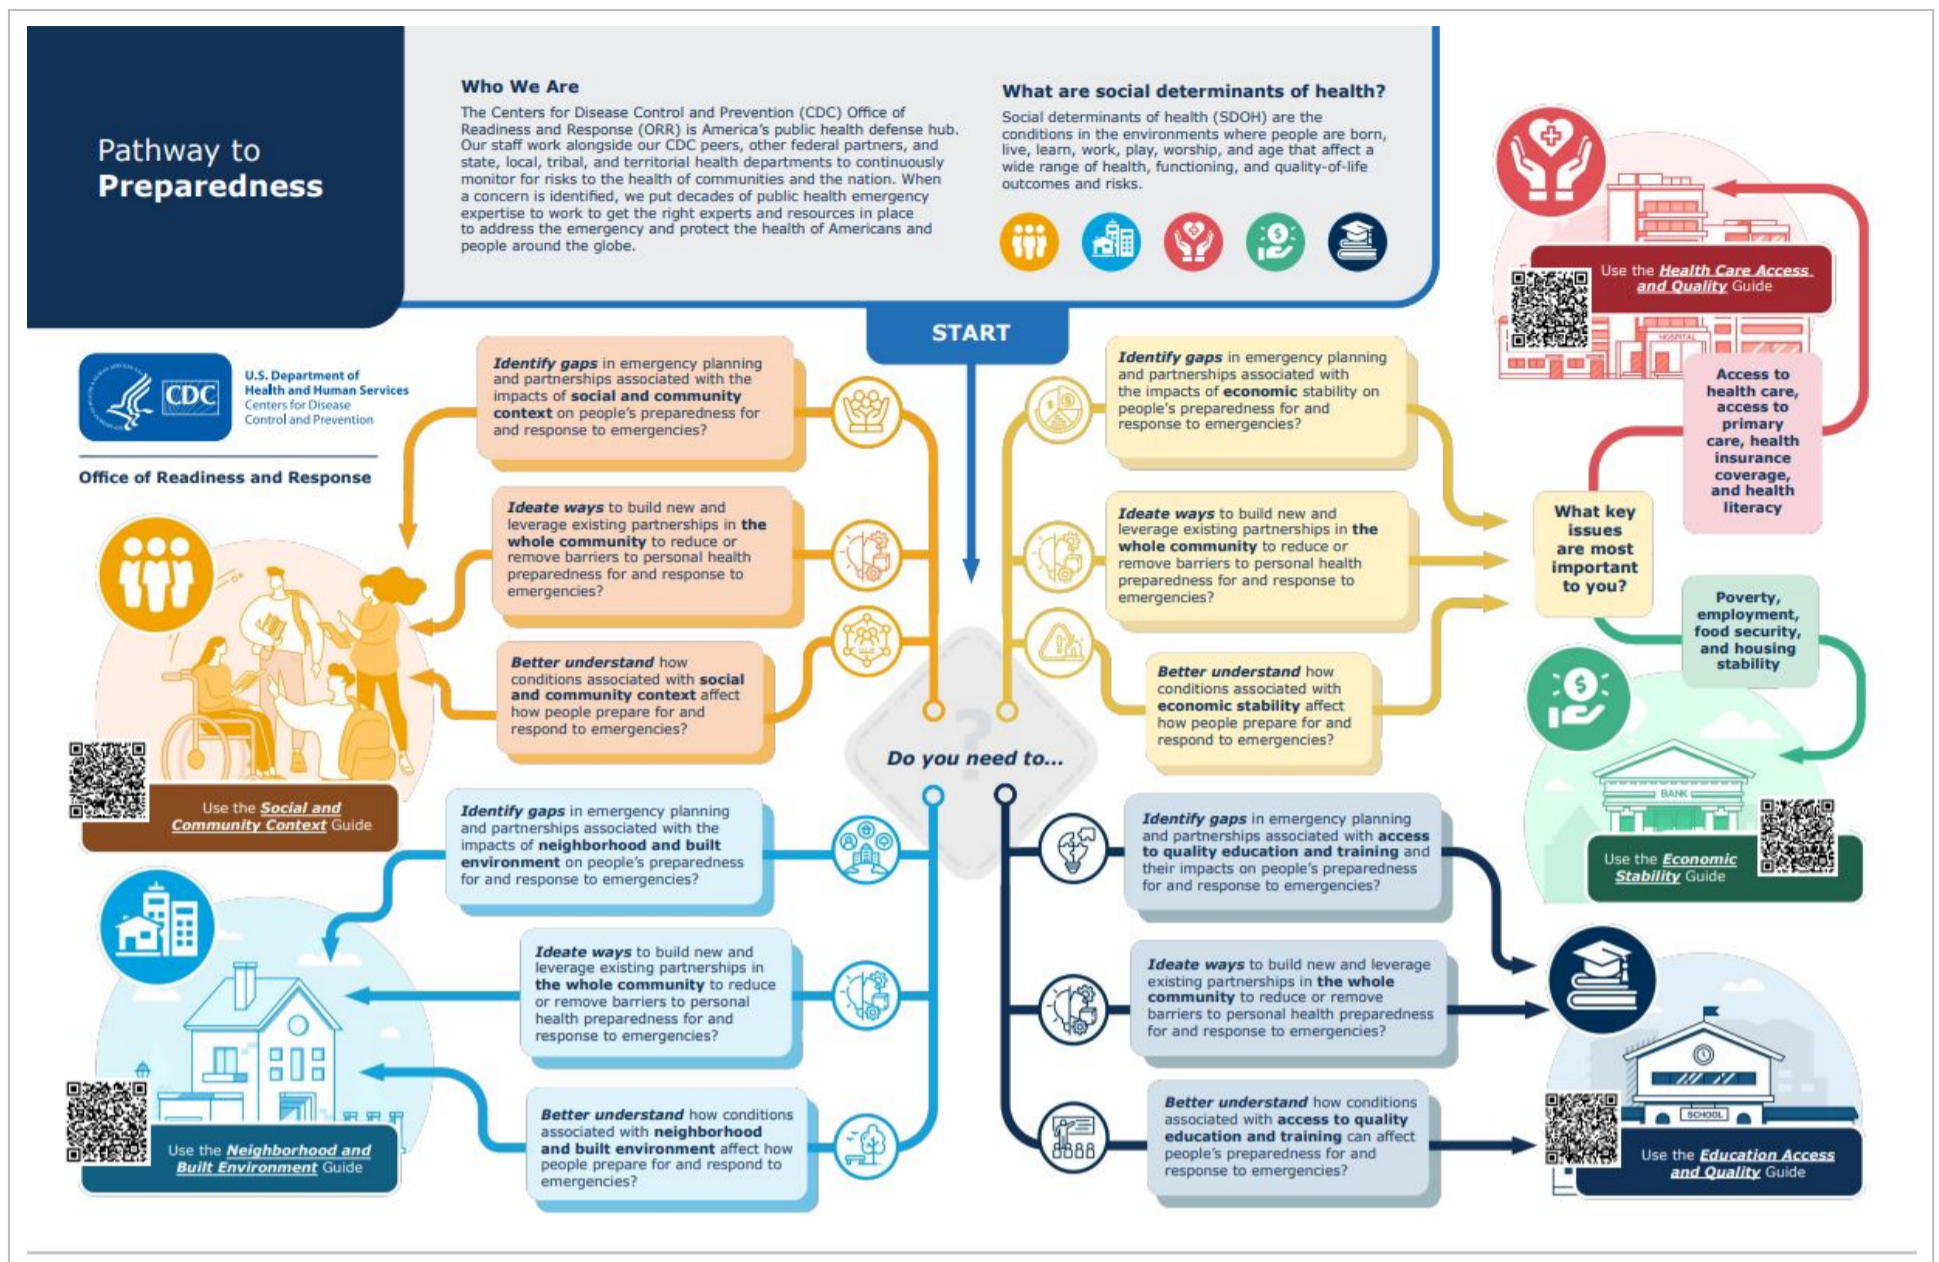 Pathway to
Preparedness
Who We Are
The Centers for Disease Control and Prevention (CDC) Office of
Readiness and Response (ORR) is America's public health defense hub.
Our staff work alongside our CDC peers, other federal partners, and
state, local, tribal, and territorial health departments to continuously
monitor for risks to the health of communities and the nation. When
a concern is identified, we put decades of public health emergency
expertise to work to get the right experts and resources in place
to address the emergency and protect the health of Americans and
people around the globe.
What are social determinants of health?
Social determinants of health (SDOH) are the
conditions in the environments where people are born,
live, learn, work, play, worship, and age that affect a
wide range of health, functioning, and quality-of-life
outcomes and risks.
START
CDC
U.S. Department of
Health and Human Services
Centers for Disease
Control and Prevention
Office of Readiness and Response
Identify gaps in emergency planning
and partnerships associated with the
impacts of social and community
context on people's preparedness for
and response to emergencies?
Ideate ways to build new and
leverage existing partnerships in the
whole community to reduce or
remove barriers to personal health
preparedness for and response to
emergencies?
Better understand how
conditions associated with social
and community context affect
how people prepare for and
respond to emergencies?
Use the Social and
Community Context Guide
Identify gaps in emergency planning
and partnerships associated with
the impacts of economic stability on
people's preparedness for and
response to emergencies?
Ideate ways to build new and
leverage existing partnerships in the
whole community to reduce or
remove barriers to personal health
preparedness for and response to
emergencies?
Better understand how
conditions associated with
economic stability affect
how people prepare for and
respond to emergencies?
What key
issues
are most
important
to you?
Access to
health care,
access to
primary
care, health
insurance
coverage,
and health
literacy
HOSPITAL
Use the Health Care Access
and Quality Guide
Poverty,
employment,
food security,
and housing
stability
BANK
Use the Economic
Stability Guide
?
Do you need to...
Identify gaps in emergency planning
and partnerships associated with the
impacts of neighborhood and built
environment on people's preparedness
for and response to emergencies?
Ideate ways to build new and
leverage existing partnerships in
the whole community to reduce
or remove barriers to personal
health preparedness for and
response to emergencies?
Better understand how conditions
associated with neighborhood
and built environment affect how
people prepare for and respond to
emergencies?
Use the Neighborhood and
Built Environment Guide
Identify gaps in emergency planning
and partnerships associated with access
to quality education and training and
their impacts on people's preparedness
for and response to emergencies?
Ideate ways to build new and leverage
existing partnerships in the whole
community to reduce or remove
barriers to personal health preparedness
for and response to emergencies?
Better understand how conditions
associated with access to quality
education and training can affect
people's preparedness for and
response to emergencies?
SCHOOL
Use the Education Access
and Quality Guide